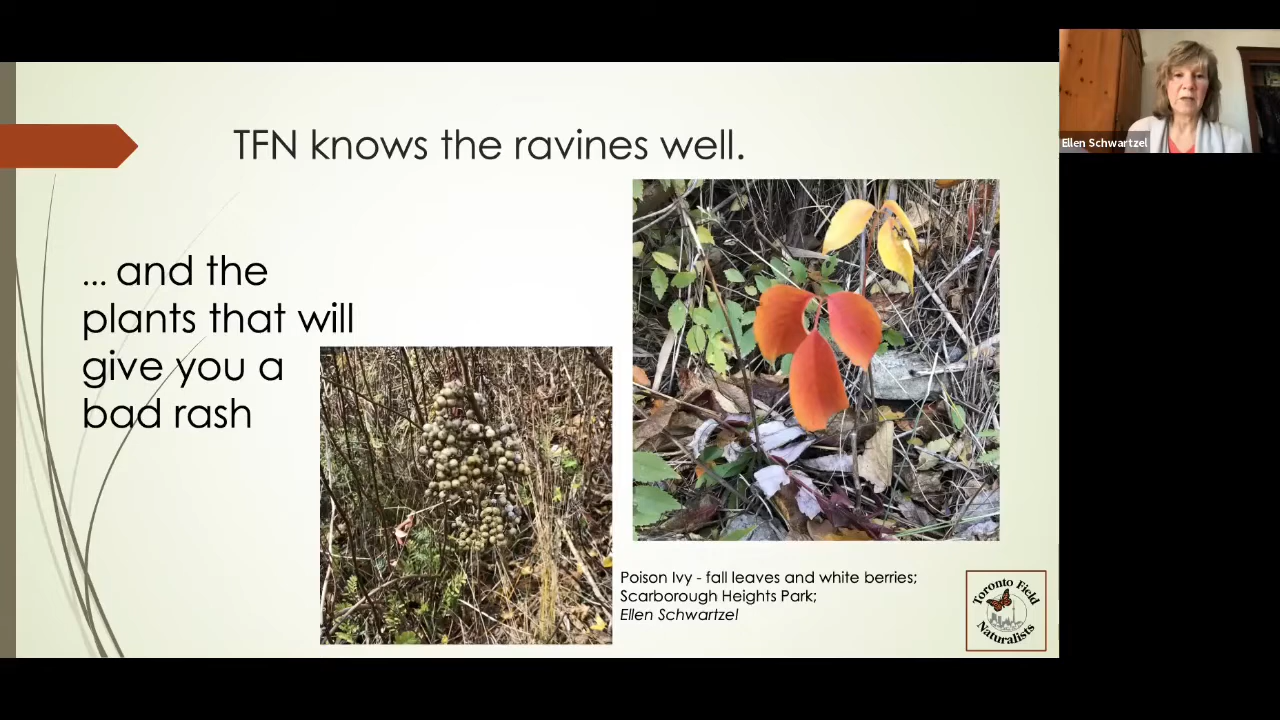 TFN knows the ravines well.
... and the
plants that will
give you a
bad rash
Poison Ivy - fall leaves and white berries;
Scarborough Heights Park;
Ellen Schwartzel
Toronto Field
Naturalists
Ellen Schwartzel